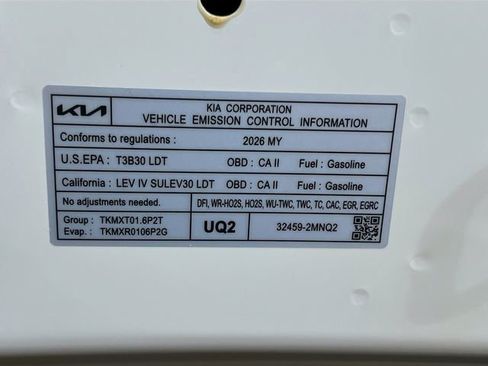 KIA
KIA CORPORATION
VEHICLE EMISSION CONTROL INFORMATION
Conforms to regulations : 2026 MY
U.S.EPA : T3B30 LDT OBD : CA II Fuel : Gasoline
California : LEV IV SULEV30 LDT OBD : CA II Fuel : Gasoline
No adjustments needed. DFI, WR-HO2S, HO2S, WU-TWC, TWC, TC, CAC, EGR, EGRC
Group : TKMXT01.6P2T
Evap. : TKMXR0106P2G
UQ2
32459-2MNQ2